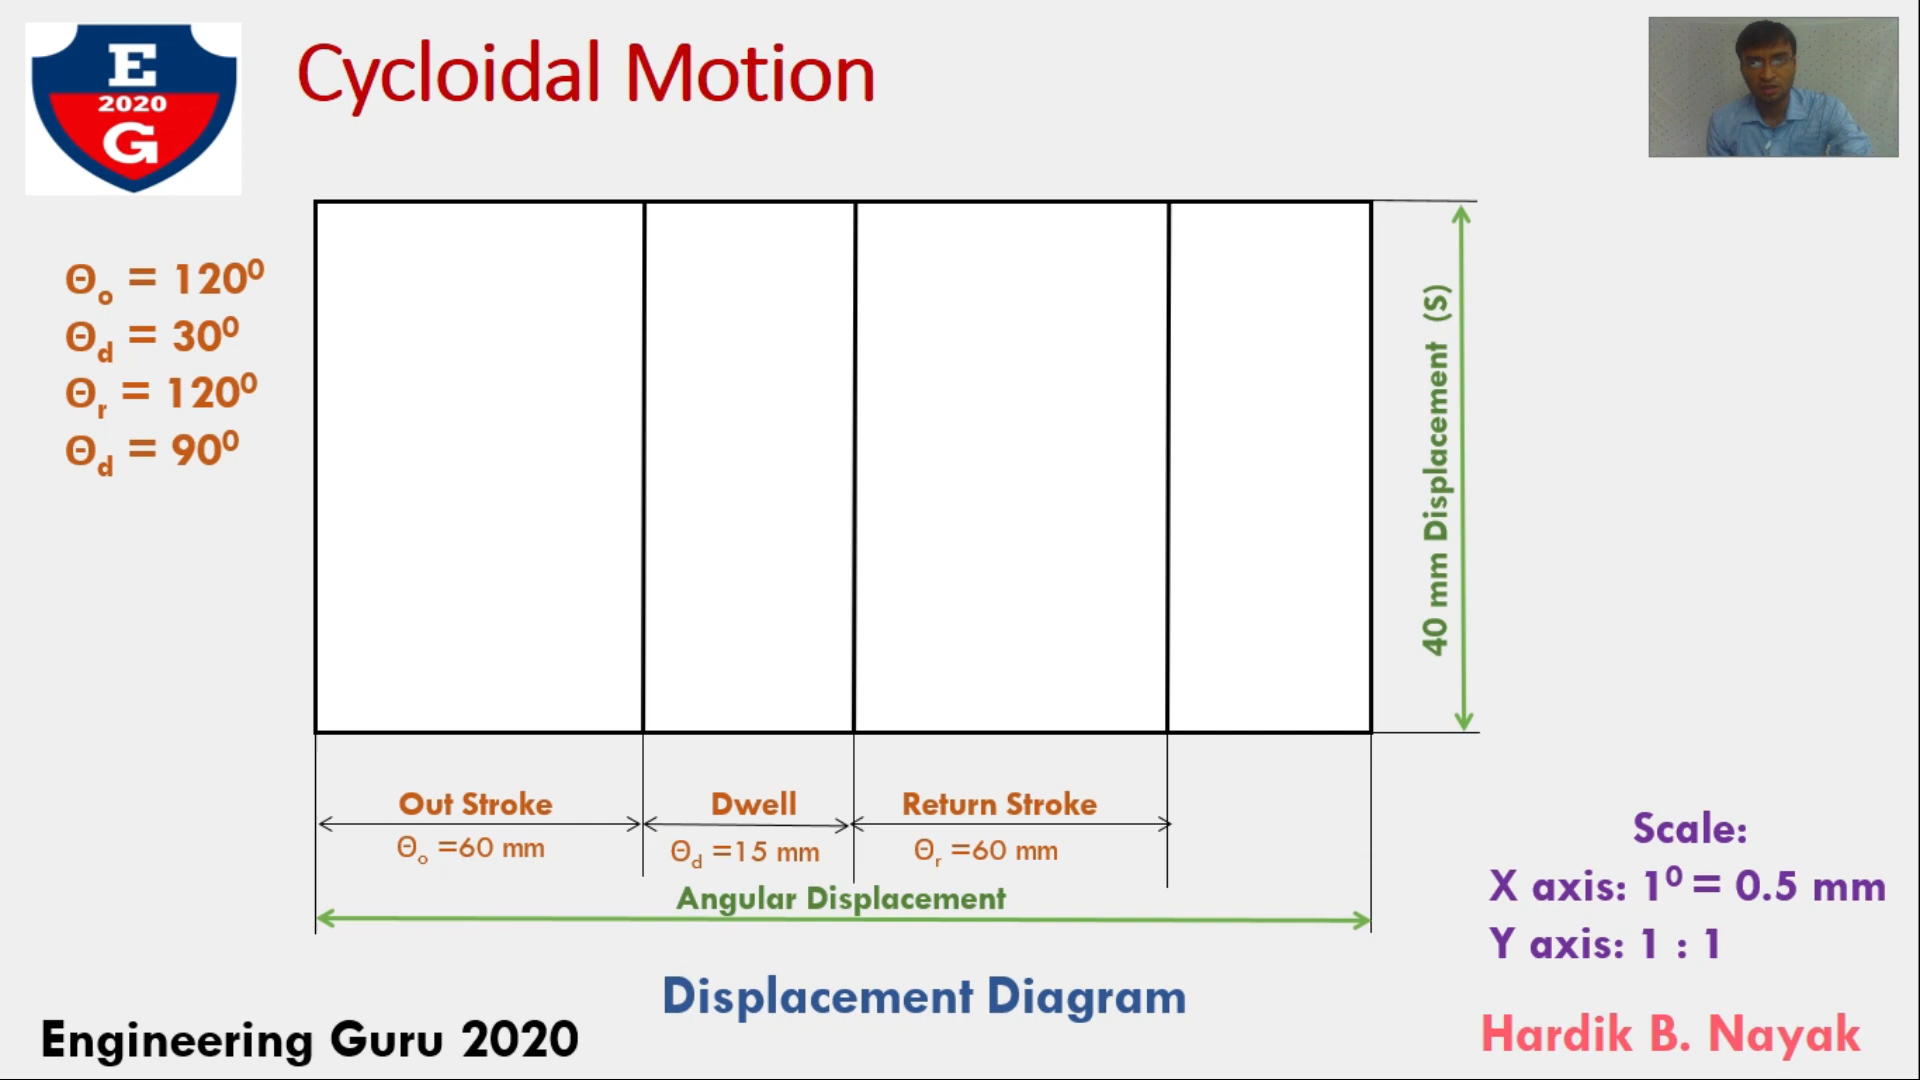 E
2020
G
Cycloidal Motion
Θo = 120⁰
Θd = 30⁰
Θr = 120⁰
Θd = 90⁰
40 mm Displacement (S)
Out Stroke
Θo =60 mm
Dwell
Θd =15 mm
Return Stroke
Θr =60 mm
Angular Displacement
Scale:
X axis: 1⁰ = 0.5 mm
Y axis: 1 : 1
Displacement Diagram
Engineering Guru 2020
Hardik B. Nayak